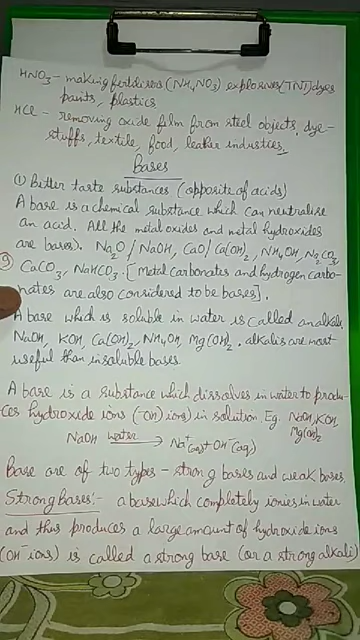 HNO3 - making fertilisers (NH4NO3) explosives (TNT) dyes
paints, plastics
HCl - removing oxide film from steel objects, dye-
stuffs, textile, food, leather industries.
Bases
① Bitter taste substances (opposite of acids)
A base is a chemical substance which can neutralise
an acid. All the metal oxides and metal hydroxides
are bases). Na2O / NaOH, CaO / Ca(OH)2, NH4OH, Na2CO3,
CaCO3, NaHCO3. [Metal carbonates and hydrogen carbo-
nates are also considered to be bases].
A base which is soluble in water is called an alkali.
NaOH, KOH, Ca(OH)2, NH4OH, Mg(OH)2. alkalis are most
useful than insoluble bases.
A base is a substance which dissolves in water to produ-
ces hydroxide ions (-OH) ions) in solution Eg. NaOH, KOH,
Mg(OH)2
NaOH water→ Na+(aq) + OH-(aq)
Base are of two types - strong bases and weak bases.
Strong Bases:- a base which completely ionies in water
and thus produces a large amount of hydroxide ions
(OH- ions) is called a strong base (or a strong alkali)